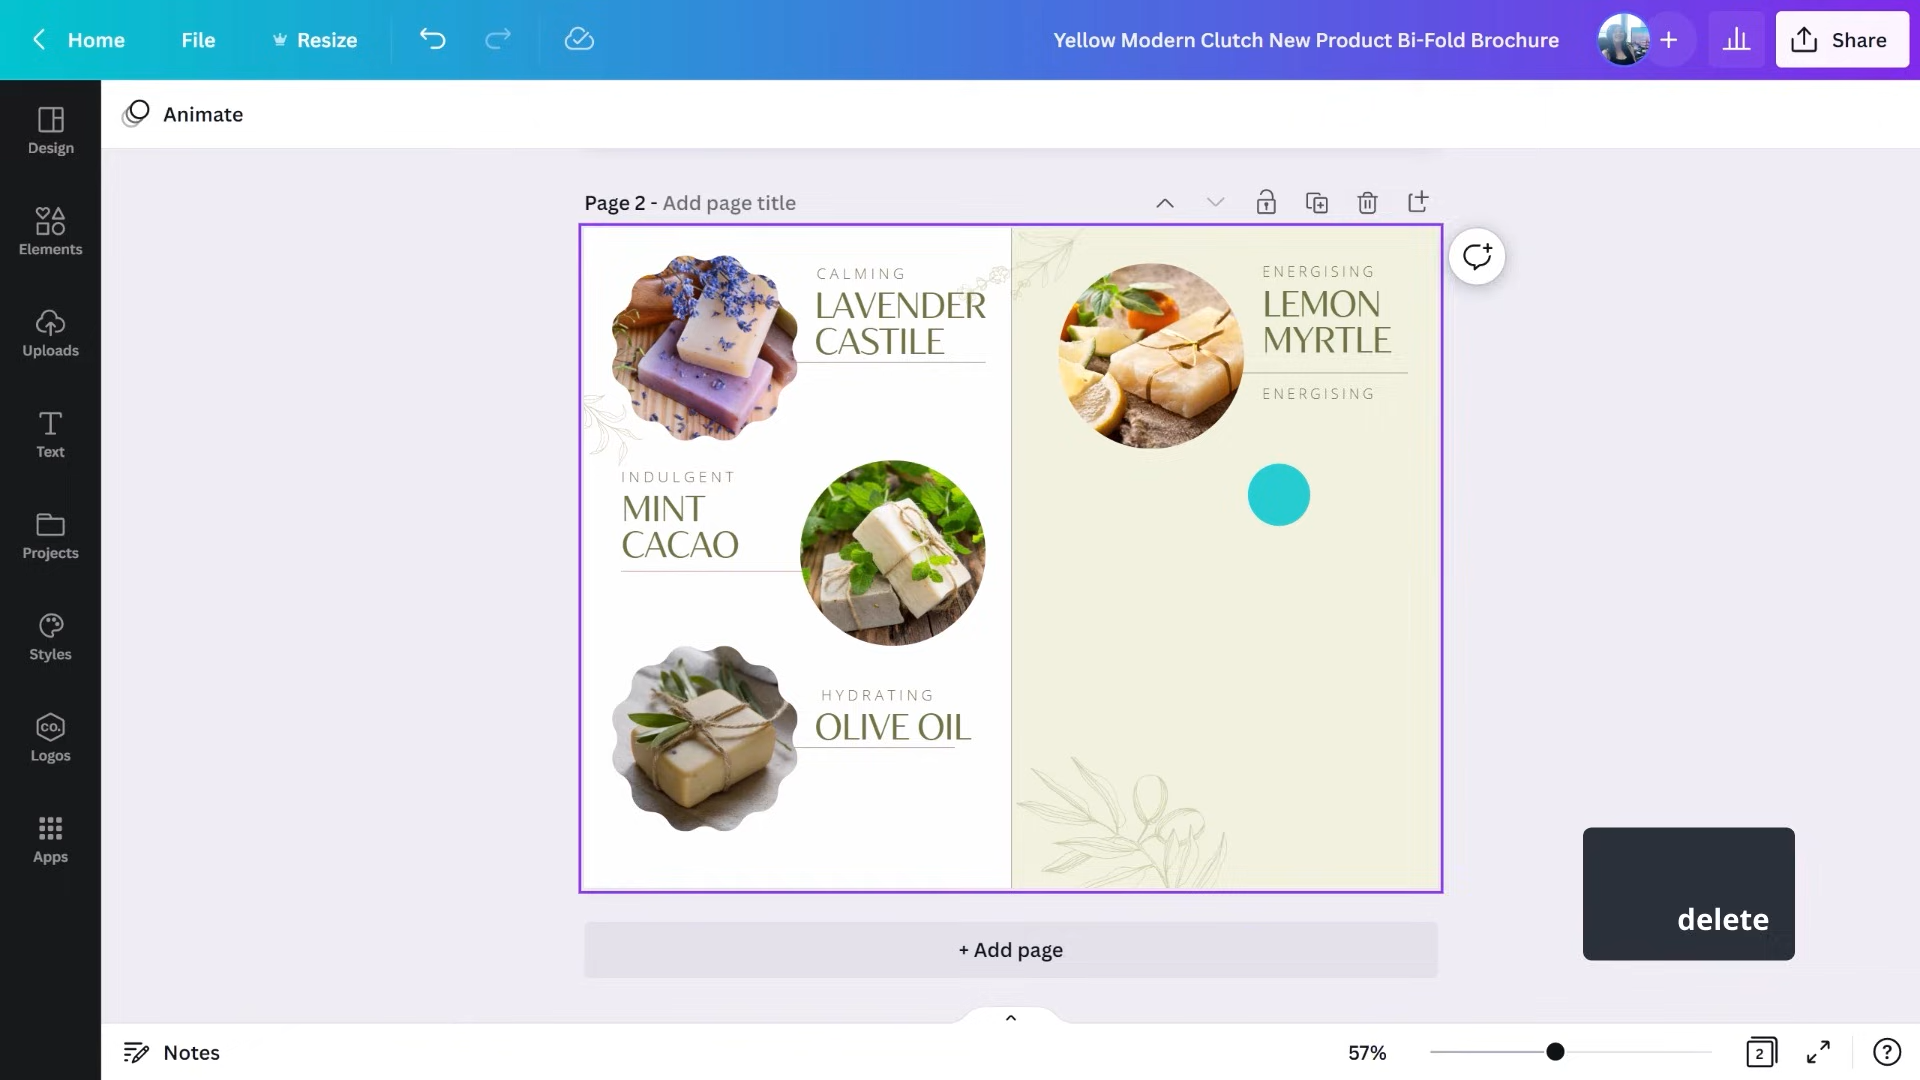 Home
File
Resize
Yellow Modern Clutch New Product Bi-Fold Brochure
Share
Animate
Design
Elements
Uploads
Text
Projects
Styles
co.
Logos
Apps
Page 2 - Add page title
CALMING
LAVENDER
CASTILE
INDULGENT
MINT
CACAO
HYDRATING
OLIVE OIL
ENERGISING
LEMON
MYRTLE
ENERGISING
+ Add page
delete
Notes
57%
2
?